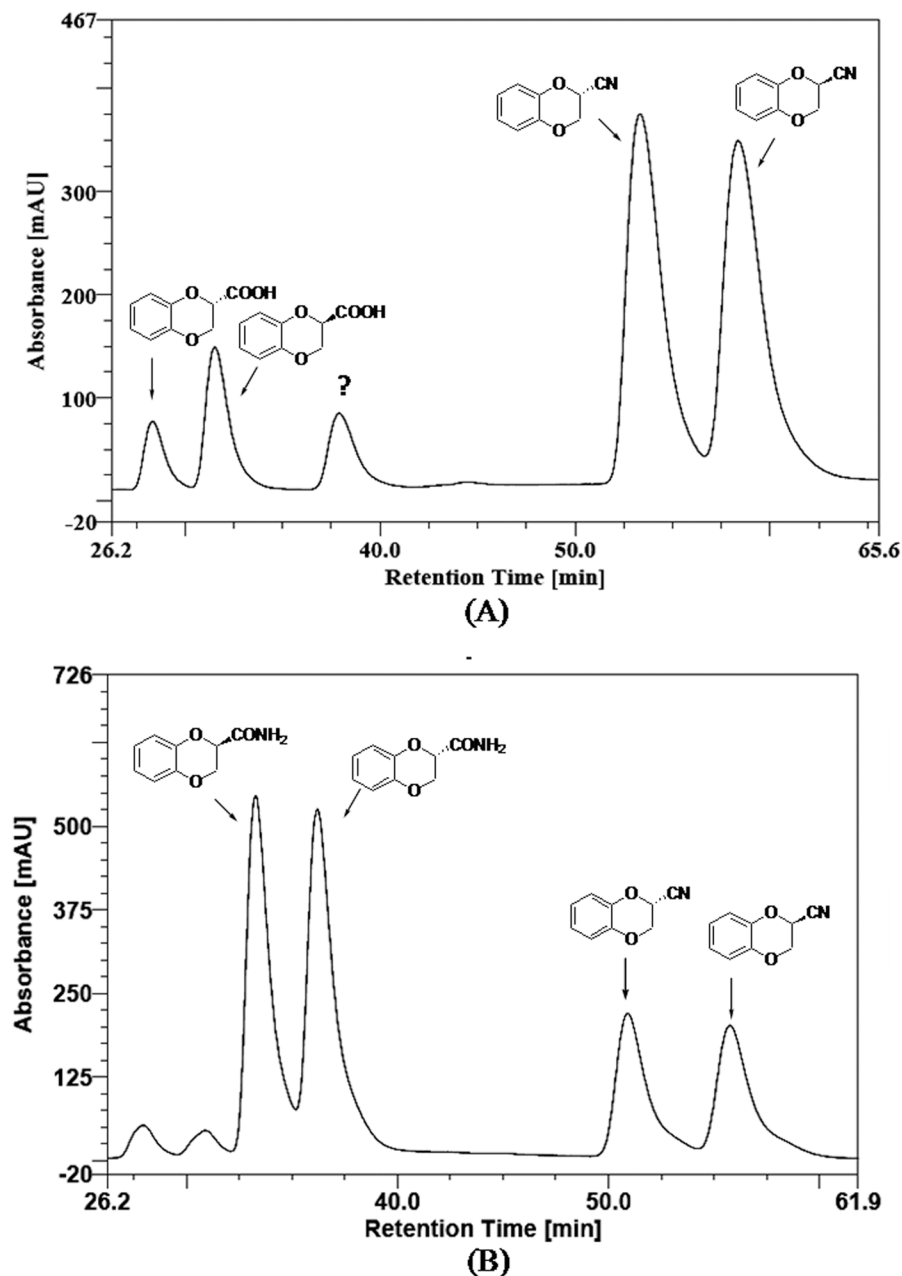 467
300
200
100
-20
Absorbance [mAU]
O
CN
O
O
CN
O
O
COOH
O
O
COOH
O
?
26.2
40.0
50.0
65.6
Retention Time [min]
(A)
-
726
500
375
250
125
-20
Absorbance [mAU]
O
CONH₂
O
O
CONH₂
O
O
CN
O
O
CN
O
26.2
40.0
50.0
61.9
Retention Time [min]
(B)